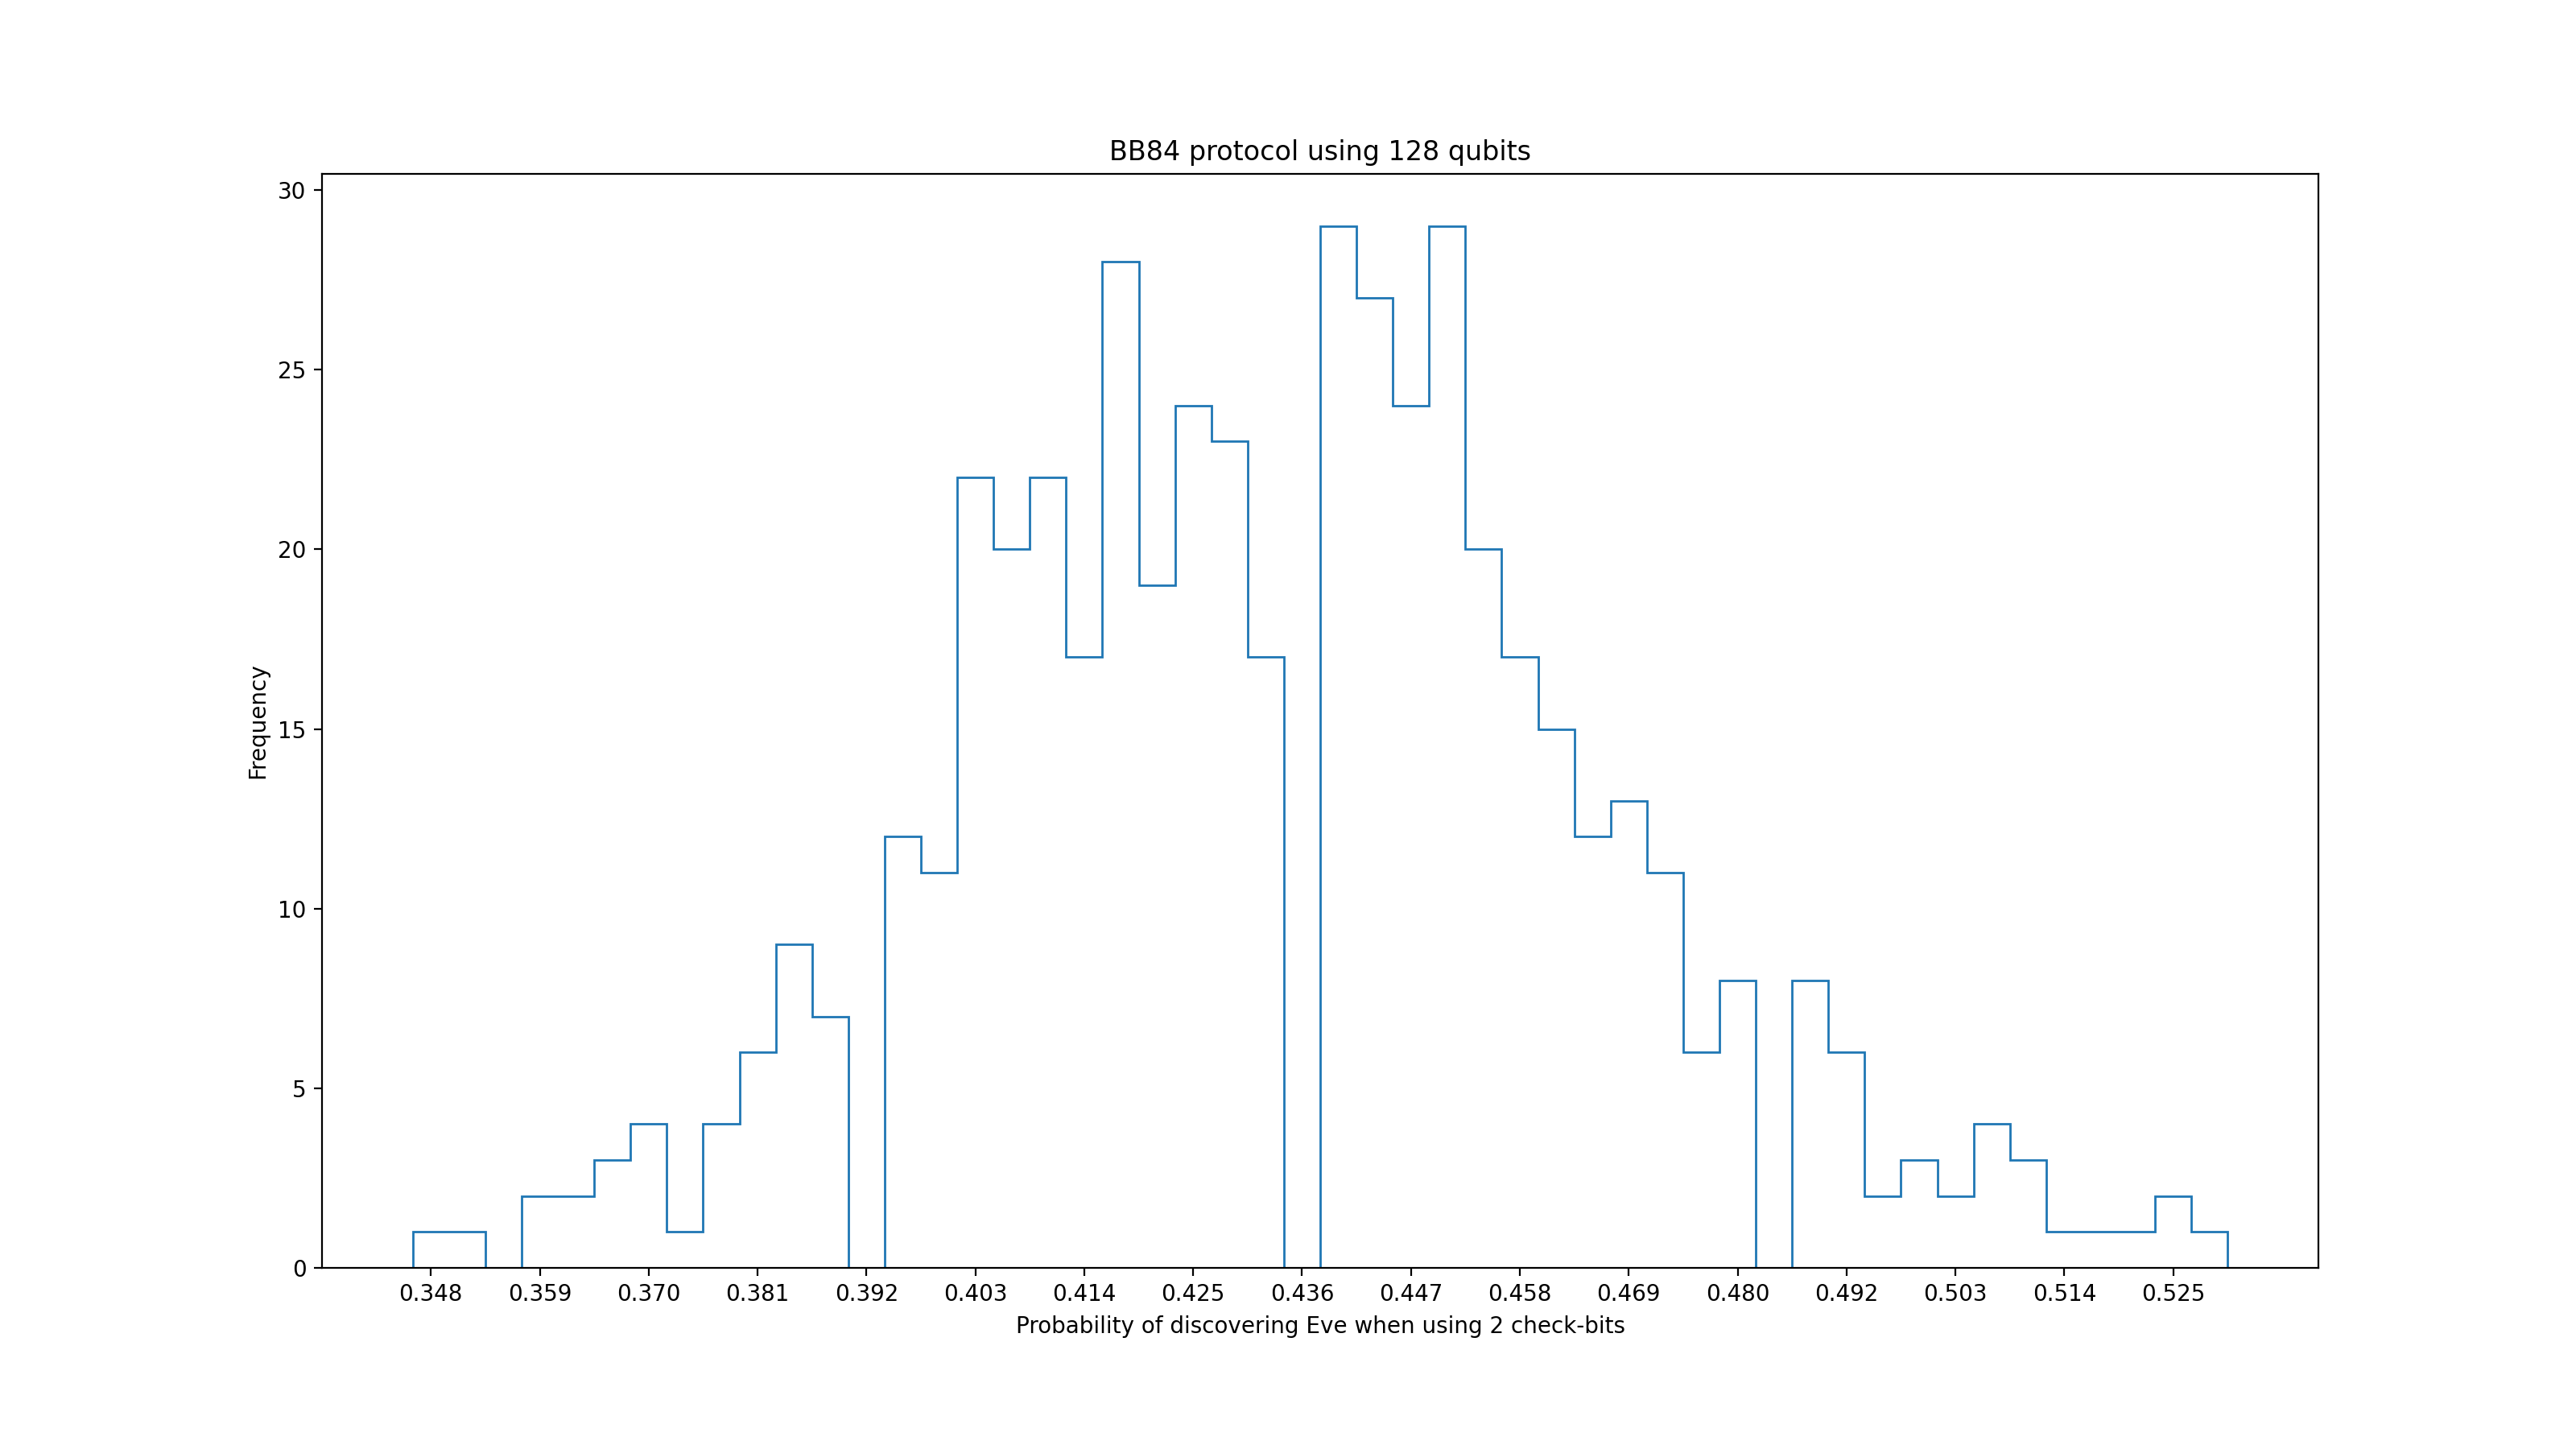 BB84 protocol using 128 qubits
30
25
20
15
10
5
0
Frequency
0.348 0.359 0.370 0.381 0.392 0.403 0.414 0.425 0.436 0.447 0.458 0.469 0.480 0.492 0.503 0.514 0.525
Probability of discovering Eve when using 2 check-bits